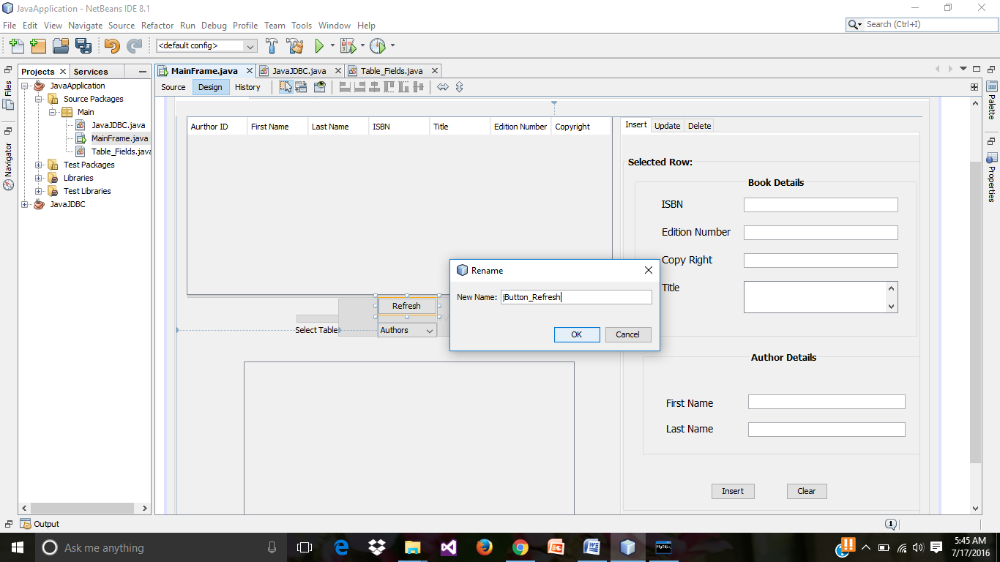 JavaApplication - NetBeans IDE 8.1
File Edit View Navigate Source Refactor Run Debug Profile Team Tools Window Help
Search (Ctrl+I)
<default config>
Projects Services
MainFrame.java JavaJDBC.java Table_Fields.java
Source Design History
Files
Navigator
JavaApplication
Source Packages
Main
JavaJDBC.java
MainFrame.java
Table_Fields.java
Test Packages
Libraries
Test Libraries
JavaJDBC
Aurthor ID First Name Last Name ISBN Title Edition Number Copyright
Refresh
Select Table Authors
Insert Update Delete
Selected Row:
Book Details
ISBN
Edition Number
Copy Right
Title
Author Details
First Name
Last Name
Insert Clear
Rename
New Name: jButton_Refresh
OK Cancel
Palette
Properties
Output
1
Ask me anything
MySQL
5:45 AM
7/17/2016